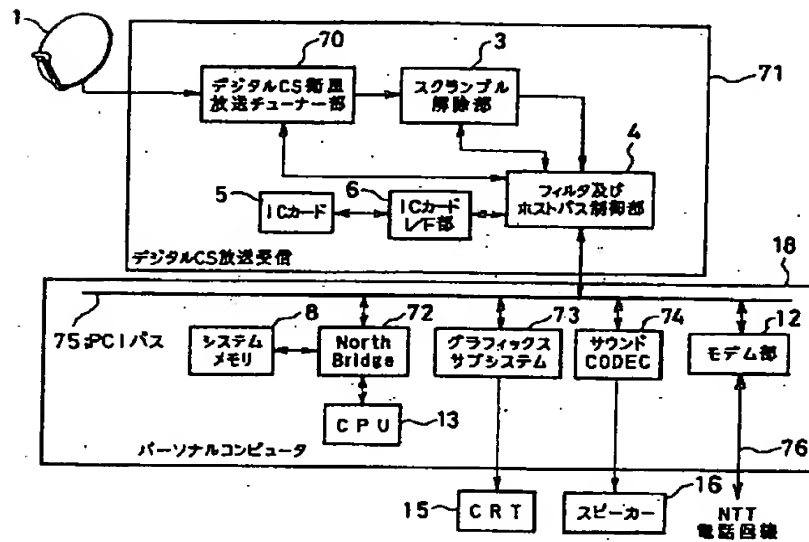 1
70
3
71
デジタルCS衛星
放送チューナー部
スクランブル
解除部
4
5
6
ICカード
ICカード
I/F部
フィルタ及び
ホストバス制御部
デジタルCS放送受信
18
75:PCIバス
8
72
73
74
12
システム
メモリ
North
Bridge
グラフィックス
サブシステム
サウンド
CODEC
モデム部
CPU
13
パーソナルコンピュータ
76
15
CRT
スピーカー
16
NTT
電話回線